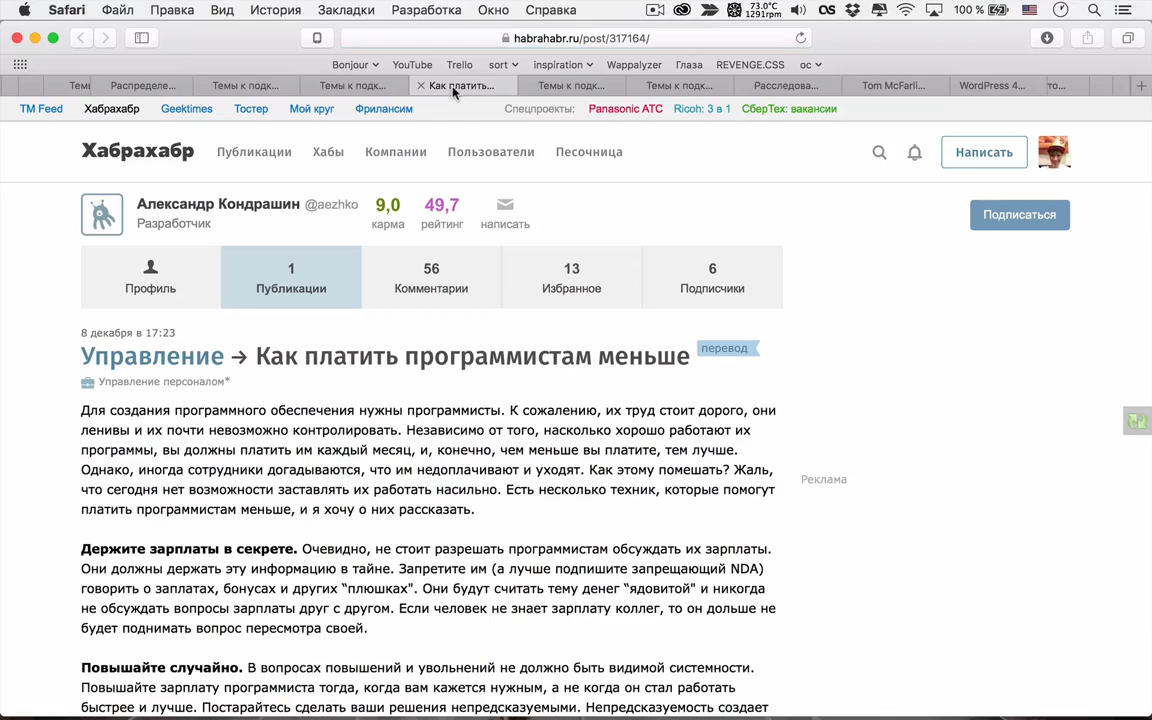 Safari Файл Правка Вид История Закладки Разработка Окно Справка 73.0°C 1291rpm 100 %
habrahabr.ru/post/317164/
Bonjour YouTube Trello sort inspiration Wappalyzer Глаза REVENGE.CSS ос
Темы Распределе... Темы к подк... Темы к подк... Как платить... Темы к подк... Темы к подк... Расследова... Tom McFarli... WordPress 4...
TM Feed Хабрахабр Geektimes Тостер Мой круг Фрилансим Спецпроекты: Panasonic ATC Ricoh: 3 в 1 СберТех: вакансии
Хабрахабр Публикации Хабы Компании Пользователи Песочница Написать
Александр Кондрашин @aezhko 9,0 49,7 Подписаться
Разработчик карма рейтинг написать
1 56 13 6
Профиль Публикации Комментарии Избранное Подписчики
8 декабря в 17:23
Управление → Как платить программистам меньше перевод
Управление персоналом*
Для создания программного обеспечения нужны программисты. К сожалению, их труд стоит дорого, они
ленивы и их почти невозможно контролировать. Независимо от того, насколько хорошо работают их
программы, вы должны платить им каждый месяц, и, конечно, чем меньше вы платите, тем лучше.
Однако, иногда сотрудники догадываются, что им недоплачивают и уходят. Как этому помешать? Жаль,
что сегодня нет возможности заставлять их работать насильно. Есть несколько техник, которые помогут
платить программистам меньше, и я хочу о них рассказать.
Реклама
Держите зарплаты в секрете. Очевидно, не стоит разрешать программистам обсуждать их зарплаты.
Они должны держать эту информацию в тайне. Запретите им (а лучше подпишите запрещающий NDA)
говорить о заплатах, бонусах и других “плюшках". Они будут считать тему денег “ядовитой" и никогда
не обсуждать вопросы зарплаты друг с другом. Если человек не знает зарплату коллег, то он дольше не
будет поднимать вопрос пересмотра своей.
Повышайте случайно. В вопросах повышений и увольнений не должно быть видимой системности.
Повышайте зарплату программиста тогда, когда вам кажется нужным, а не когда он стал работать
быстрее и лучше. Постарайтесь сделать ваши решения непредсказуемыми. Непредсказуемость создает